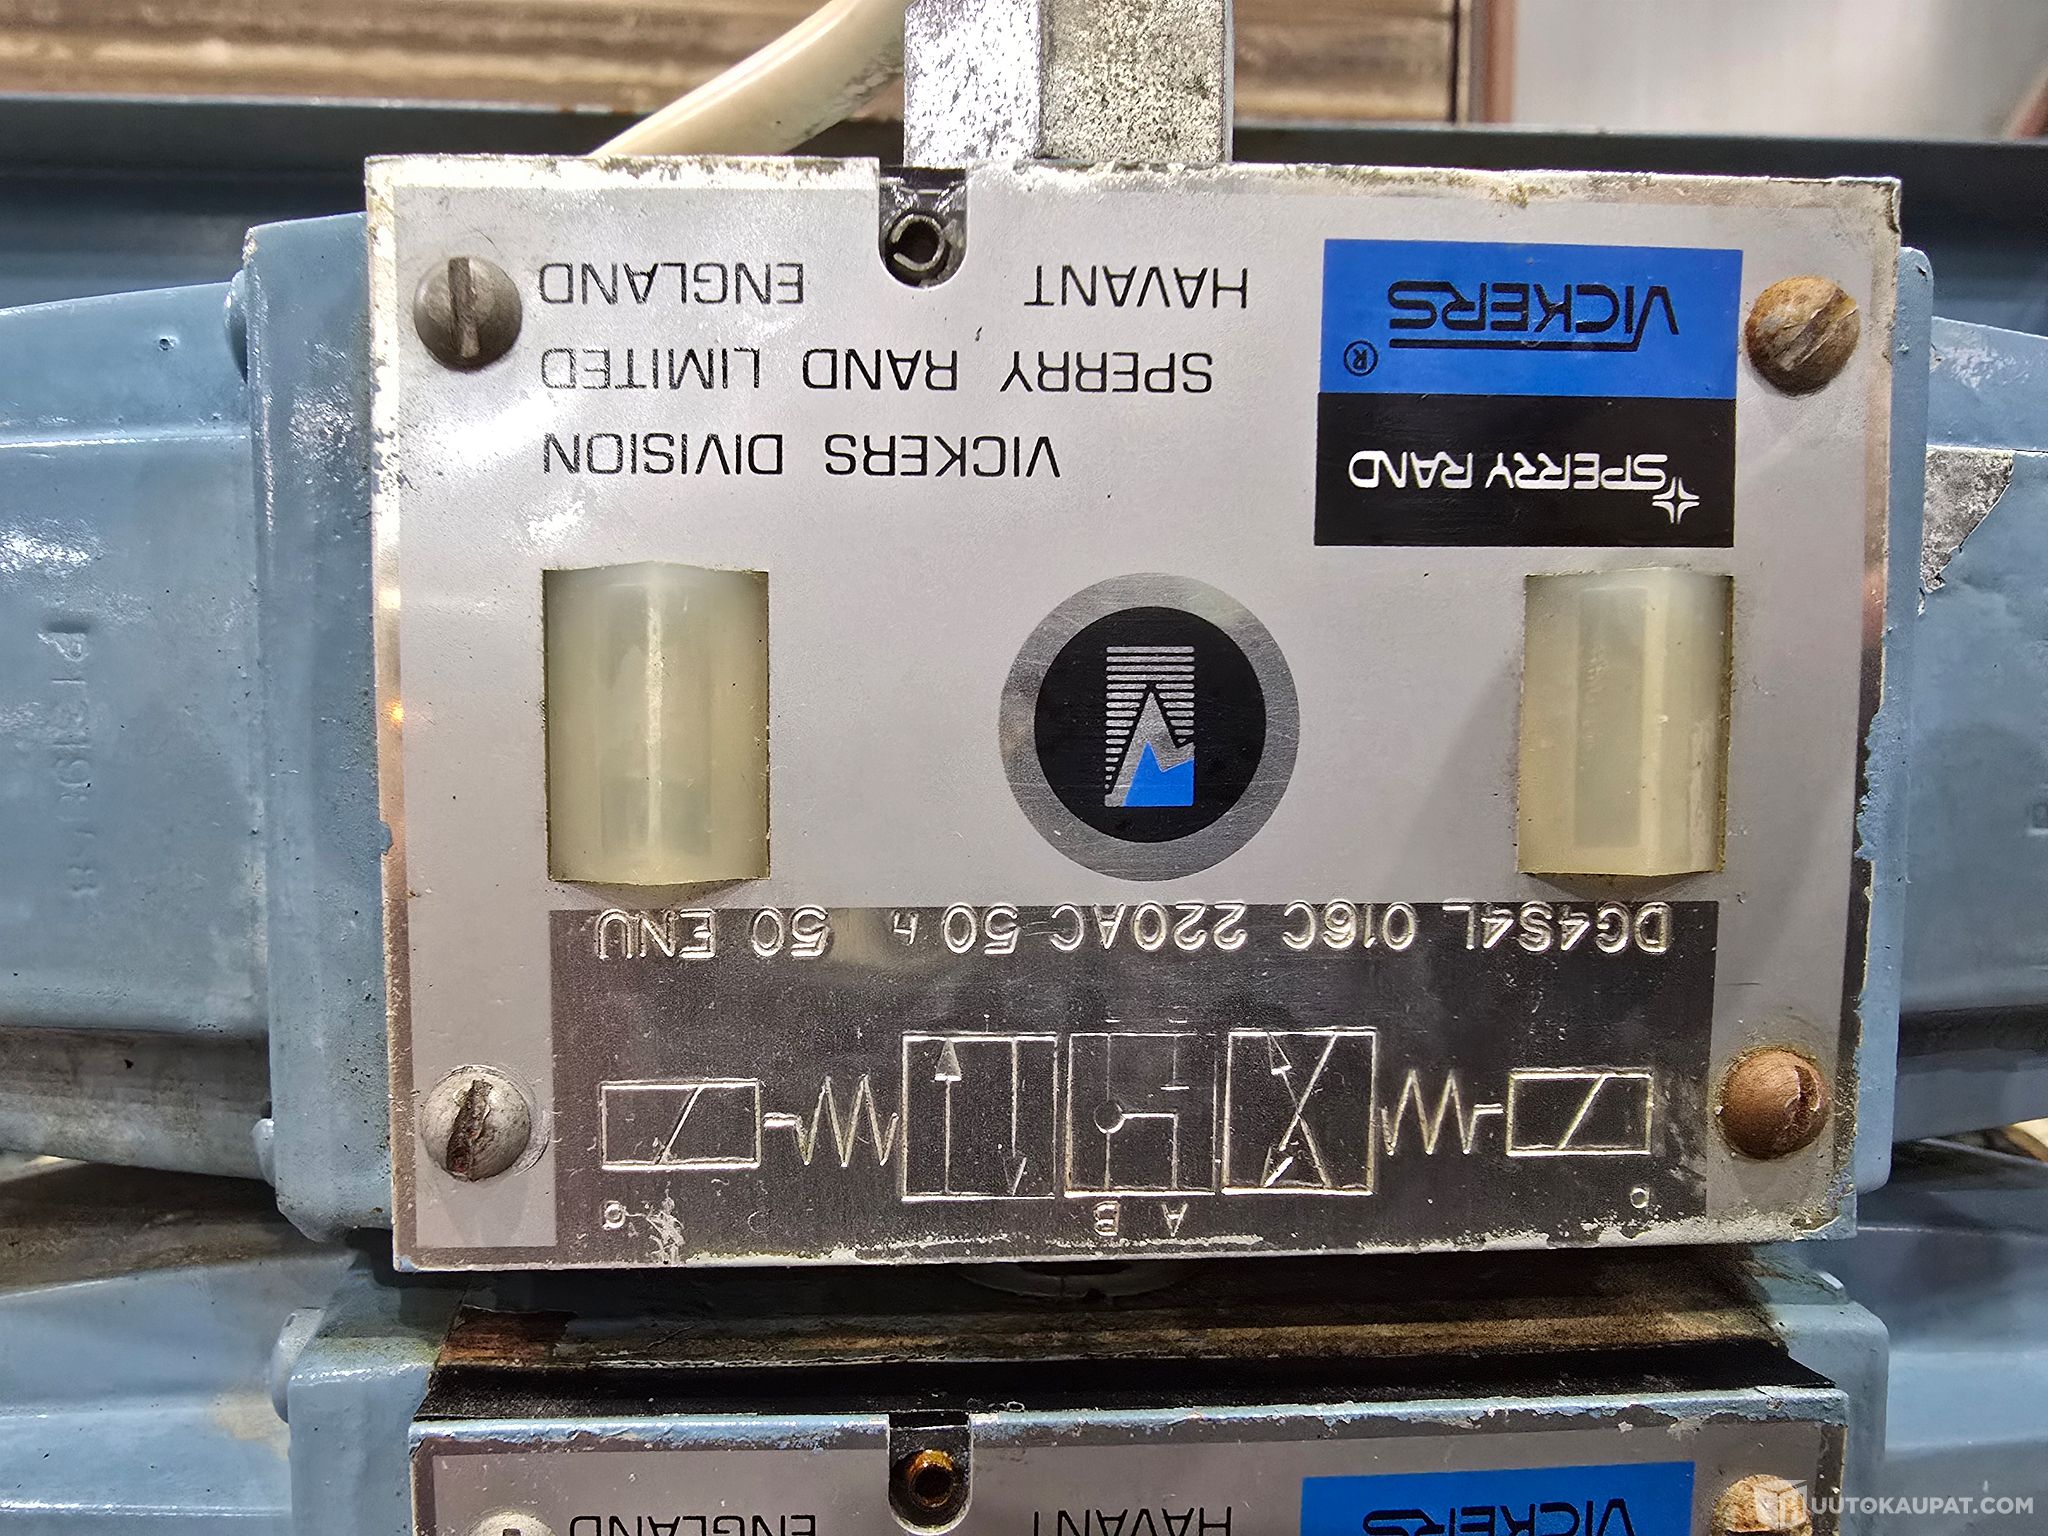 b
A B
a
DG4S4L 016C 220AC 50 h 50 ENU
SPERRY RAND
VICKERS ®
VICKERS DIVISION
SPERRY RAND LIMITED
HAVANT ENGLAND
VICKERS
HAVANT ENGLAND
UUTOKAUPAT.COM